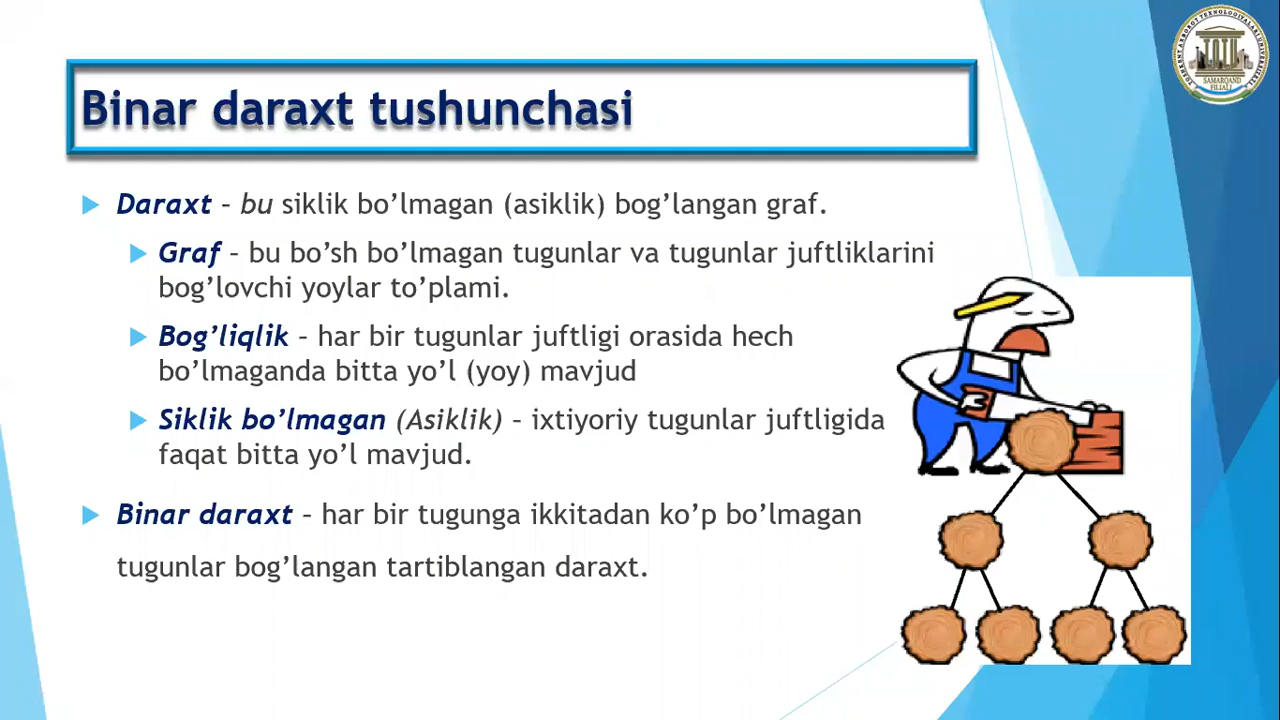 Binar daraxt tushunchasi
Daraxt – bu siklik bo’lmagan (asiklik) bog’langan graf.
Graf – bu bo’sh bo’lmagan tugunlar va tugunlar juftliklarini
bog’lovchi yoylar to’plami.
Bog’liqlik – har bir tugunlar juftligi orasida hech
bo’lmaganda bitta yo’l (yoy) mavjud
Siklik bo’lmagan (Asiklik) – ixtiyoriy tugunlar juftligida
faqat bitta yo’l mavjud.
Binar daraxt – har bir tugunga ikkitadan ko’p bo’lmagan
tugunlar bog’langan tartiblangan daraxt.
SAMARQAND
FILIALI